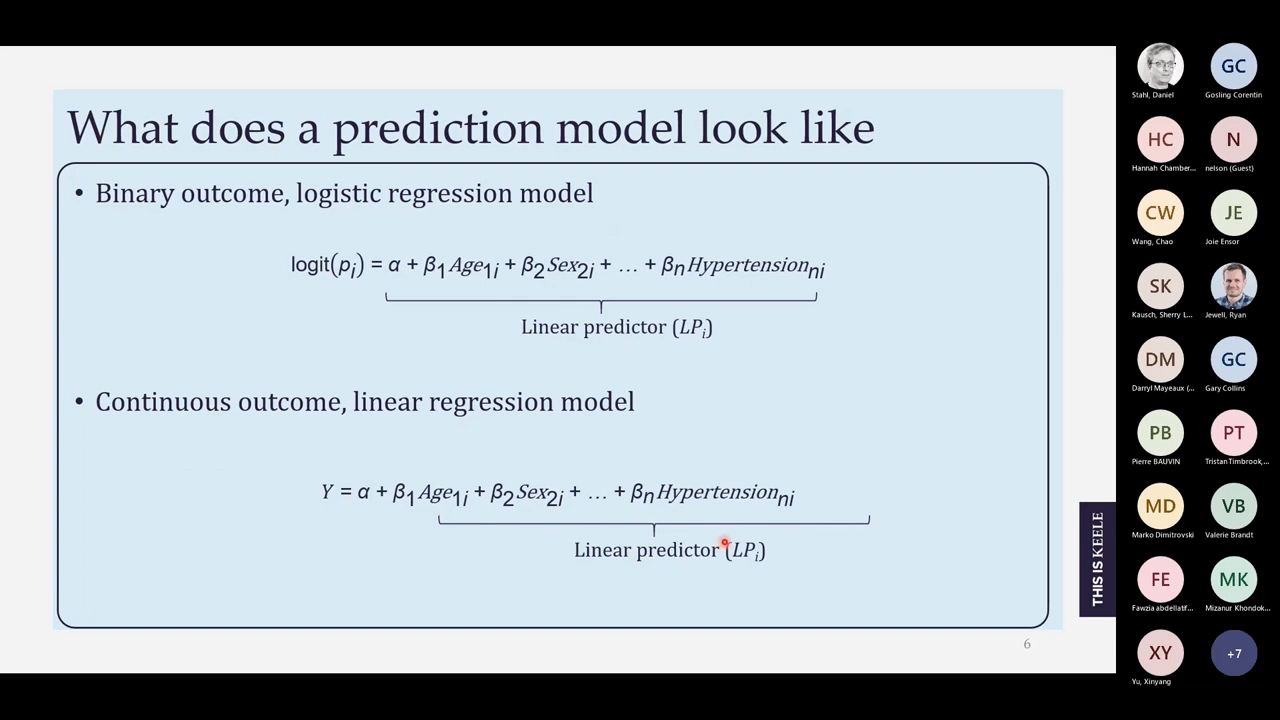 What does a prediction model look like
• Binary outcome, logistic regression model
logit(pᵢ) = α + β₁Age₁ᵢ + β₂Sex₂ᵢ + … + βₙHypertensionₙᵢ
Linear predictor (LPᵢ)
• Continuous outcome, linear regression model
Y = α + β₁Age₁ᵢ + β₂Sex₂ᵢ + … + βₙHypertensionₙᵢ
Linear predictor (LPᵢ)
THIS IS KEELE
6
Stahl, Daniel
GC
Gosling Corentin
HC
Hannah Chamber...
N
nelson (Guest)
CW
Wang, Chao
JE
Joie Ensor
SK
Kausch, Sherry L...
Jewell, Ryan
DM
Darryl Mayeaux (...
GC
Gary Collins
PB
Pierre BAUVIN
PT
Tristan Timbrook,...
MD
Marko Dimitrovski
VB
Valerie Brandt
FE
Fawzia abdellatif...
MK
Mizanur Khondok...
XY
Yu, Xinyang
+7